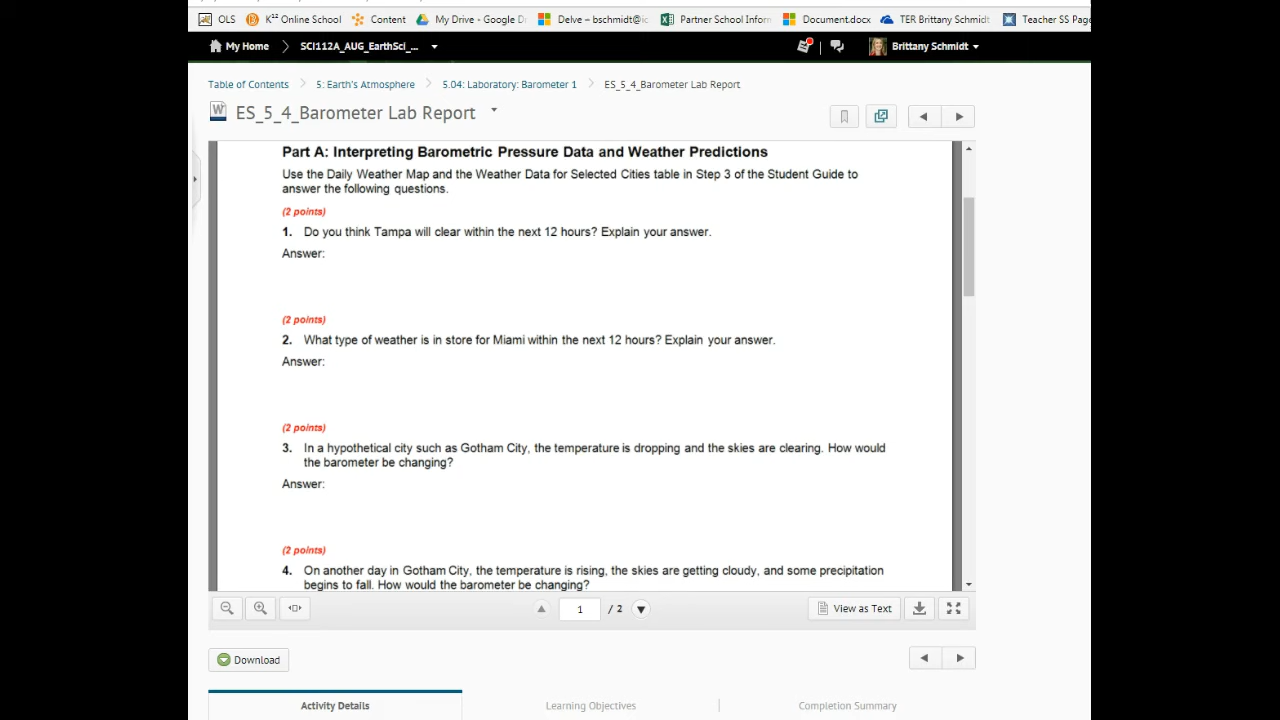 OLS K¹² Online School Content My Drive - Google D Delve – bschmidt@ic Partner School Inform Document.docx TER Brittany Schmidt Teacher SS Page
My Home SCI112A_AUG_EarthSci_... Brittany Schmidt
Table of Contents 5: Earth's Atmosphere 5.04: Laboratory: Barometer 1 ES_5_4_Barometer Lab Report
ES_5_4_Barometer Lab Report
Part A: Interpreting Barometric Pressure Data and Weather Predictions
Use the Daily Weather Map and the Weather Data for Selected Cities table in Step 3 of the Student Guide to
answer the following questions.
(2 points)
1. Do you think Tampa will clear within the next 12 hours? Explain your answer.
Answer:
(2 points)
2. What type of weather is in store for Miami within the next 12 hours? Explain your answer.
Answer:
(2 points)
3. In a hypothetical city such as Gotham City, the temperature is dropping and the skies are clearing. How would
the barometer be changing?
Answer:
(2 points)
4. On another day in Gotham City, the temperature is rising, the skies are getting cloudy, and some precipitation
begins to fall. How would the barometer be changing?
1 / 2 View as Text
Download
Activity Details Learning Objectives Completion Summary